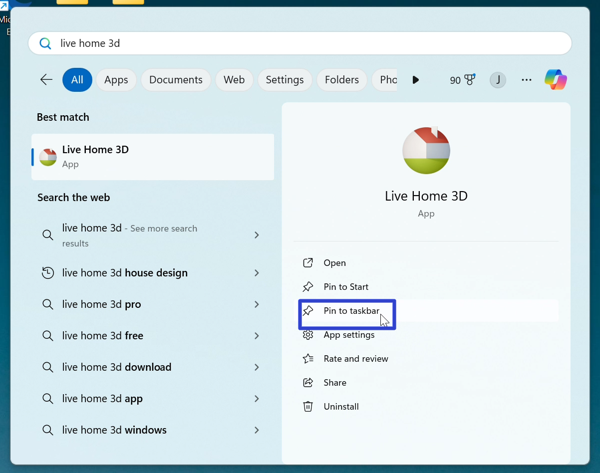 Mic
E
live home 3d
All
Apps
Documents
Web
Settings
Folders
Pho
90
J
Best match
Live Home 3D
App
Search the web
live home 3d - See more search
results
live home 3d house design
live home 3d pro
live home 3d free
live home 3d download
live home 3d app
live home 3d windows
Live Home 3D
App
Open
Pin to Start
Pin to taskbar
App settings
Rate and review
Share
Uninstall